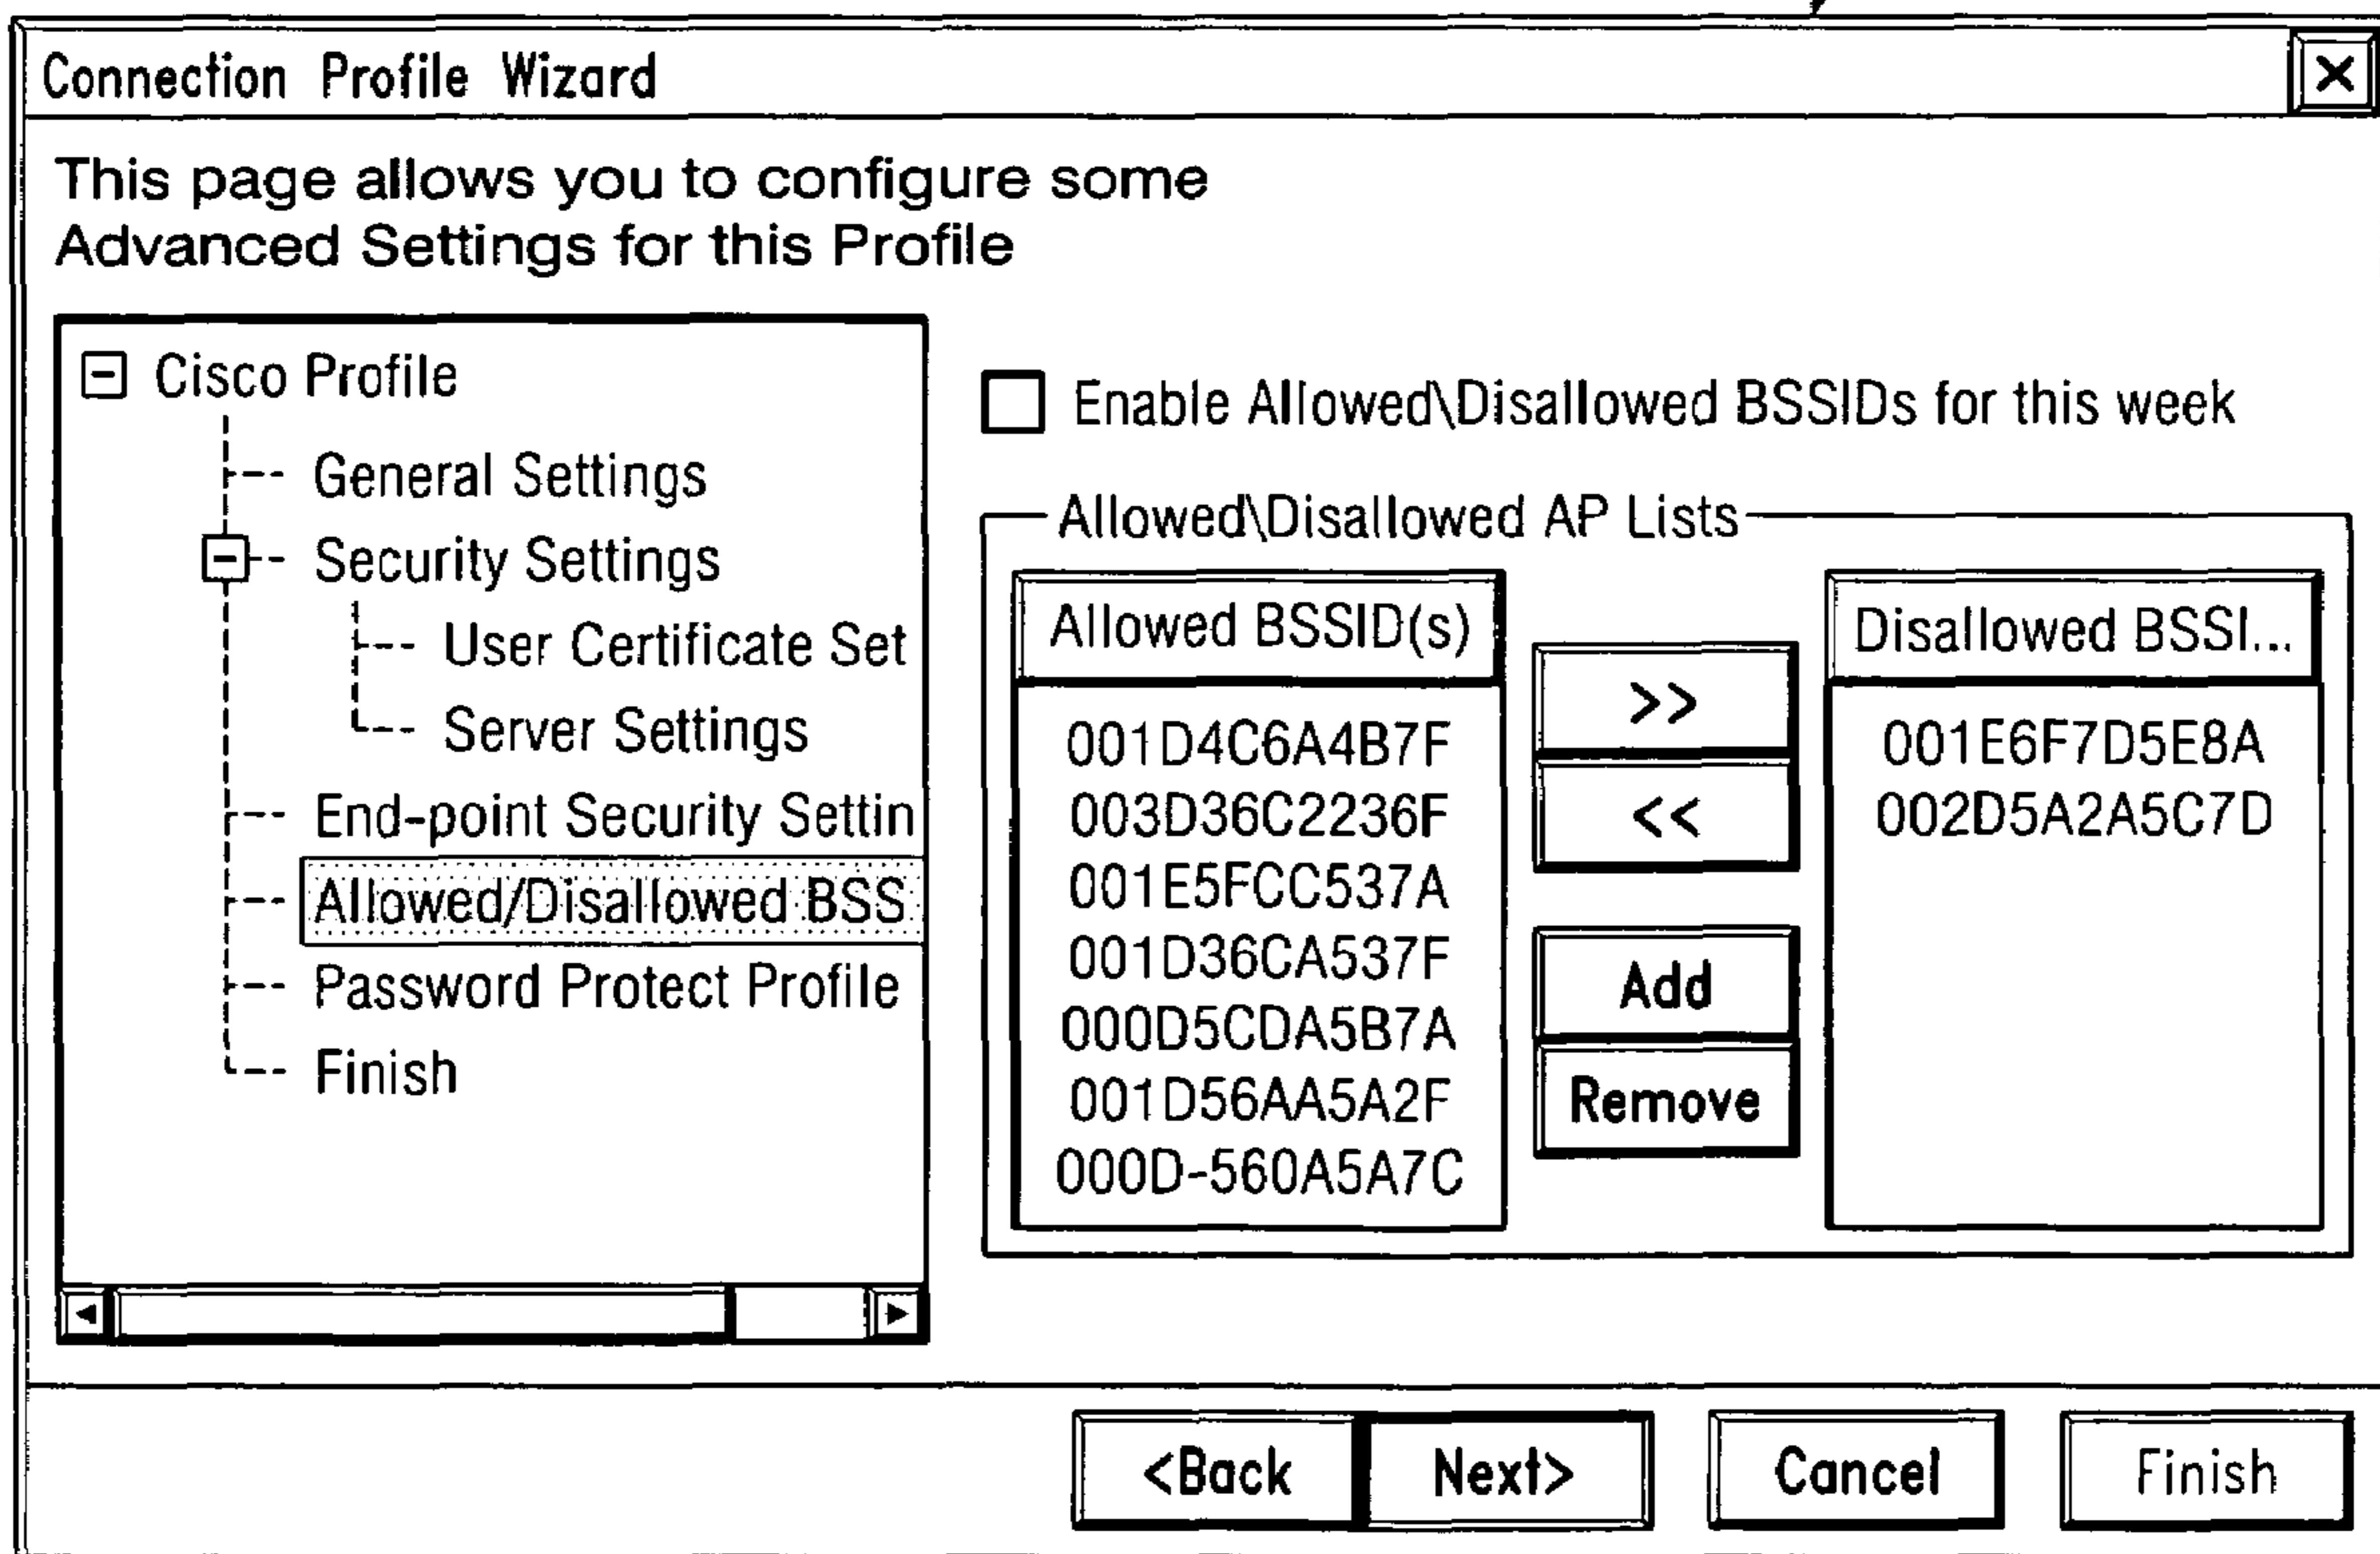 Connection Profile Wizard
This page allows you to configure some
Advanced Settings for this Profile
Cisco Profile
General Settings
Security Settings
User Certificate Set
Server Settings
End-point Security Settin
Allowed/Disallowed BSS
Password Protect Profile
Finish
Enable Allowed\Disallowed BSSIDs for this week
Allowed\Disallowed AP Lists
Allowed BSSID(s)
001D4C6A4B7F
003D36C2236F
001E5FCC537A
001D36CA537F
000D5CDA5B7A
001D56AA5A2F
000D-560A5A7C
>>
<<
Add
Remove
Disallowed BSSI...
001E6F7D5E8A
002D5A2A5C7D
<Back
Next>
Cancel
Finish